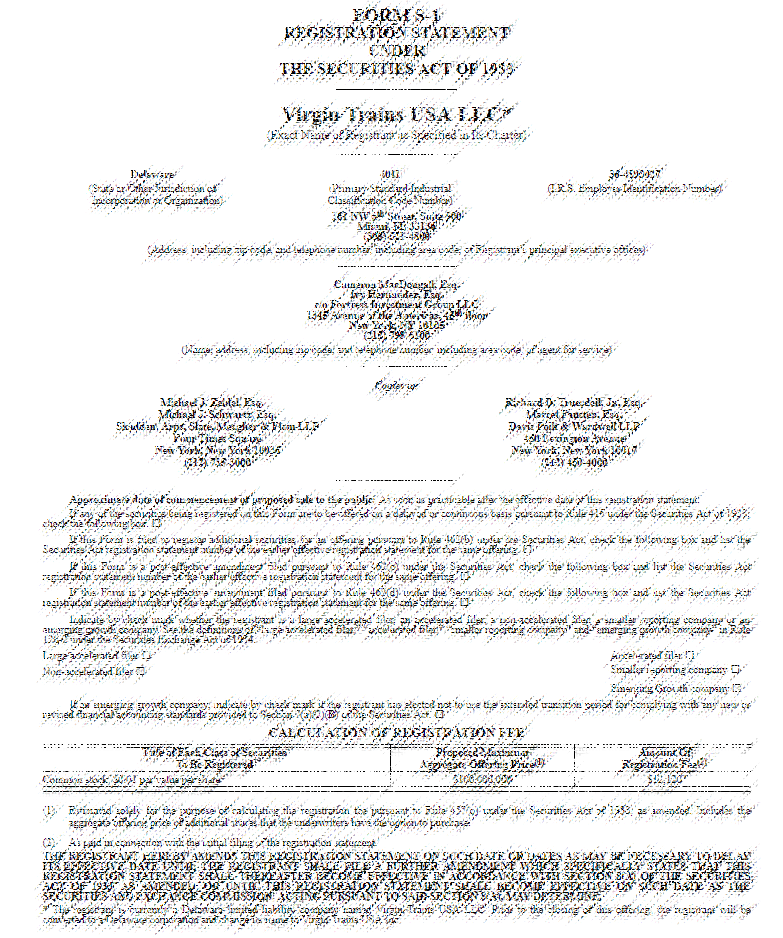 FORM S-1
REGISTRATION STATEMENT
UNDER
THE SECURITIES ACT OF 1933
Virgin Trains USA LLC*
(Exact Name of Registrant as Specified in Its Charter)
Delaware
(State or Other Jurisdiction of
Incorporation or Organization)
(Primary Standard Industrial
Classification Code Number)
(I.R.S. Employer Identification Number)
161 NW 6th Street, Suite 900
Miami, FL 33136
(Address, including zip code, and telephone number, including area code, of Registrant's principal executive offices)
Cameron MacDougall, Esq.
Ivy Hernandez, Esq.
c/o Fortress Investment Group LLC
1345 Avenue of the Americas, 45th Floor
New York, NY 10105
(Name, address, including zip code, and telephone number, including area code, of agent for service)
Copies to:
Michael J. Zeidel, Esq.
Michael J. Schwartz, Esq.
Skadden, Arps, Slate, Meagher & Flom LLP
Four Times Square
New York, New York 10036
(212) 735-3000
Richard D. Truesdell, Jr., Esq.
Marcel Fausten, Esq.
Davis Polk & Wardwell LLP
450 Lexington Avenue
New York, New York 10017
(212) 450-4000
Approximate date of commencement of proposed sale to the public: As soon as practicable after the effective date of this registration statement.
If any of the securities being registered on this Form are to be offered on a delayed or continuous basis pursuant to Rule 415 under the Securities Act of 1933,
check the following box. ☐
If this Form is filed to register additional securities for an offering pursuant to Rule 462(b) under the Securities Act, check the following box and list the
Securities Act registration statement number of the earlier effective registration statement for the same offering. ☐
If this Form is a post-effective amendment filed pursuant to Rule 462(c) under the Securities Act, check the following box and list the Securities Act
registration statement number of the earlier effective registration statement for the same offering. ☐
If this Form is a post-effective amendment filed pursuant to Rule 462(d) under the Securities Act, check the following box and list the Securities Act
registration statement number of the earlier effective registration statement for the same offering. ☐
Indicate by check mark whether the registrant is a large accelerated filer, an accelerated filer, a non-accelerated filer, a smaller reporting company or an
emerging growth company. See the definitions of "large accelerated filer," "accelerated filer," "smaller reporting company" and "emerging growth company" in Rule
12b-2 under the Securities Exchange Act of 1934.
Large accelerated filer ☐
Accelerated filer ☐
Non-accelerated filer ☐
Smaller reporting company ☐
Emerging Growth company ☐
If an emerging growth company, indicate by check mark if the registrant has elected not to use the extended transition period for complying with any new or
revised financial accounting standards provided to Section 7(a)(2)(B) of the Securities Act. ☐
CALCULATION OF REGISTRATION FEE
Title of Each Class of Securities
To Be Registered
Proposed Maximum
Aggregate Offering Price(1)
Amount Of
Registration Fee(2)
Common stock, $0.01 par value per share
$100,000,000
$12,120
(1) Estimated solely for the purpose of calculating the registration fee pursuant to Rule 457(o) under the Securities Act of 1933, as amended. Includes the
aggregate offering price of additional shares that the underwriters have the option to purchase.
(2) As paid in connection with the initial filing of the registration statement.
THE REGISTRANT HEREBY AMENDS THIS REGISTRATION STATEMENT ON SUCH DATE OR DATES AS MAY BE NECESSARY TO DELAY
ITS EFFECTIVE DATE UNTIL THE REGISTRANT SHALL FILE A FURTHER AMENDMENT WHICH SPECIFICALLY STATES THAT THIS
REGISTRATION STATEMENT SHALL THEREAFTER BECOME EFFECTIVE IN ACCORDANCE WITH SECTION 8(a) OF THE SECURITIES
ACT OF 1933, AS AMENDED, OR UNTIL THIS REGISTRATION STATEMENT SHALL BECOME EFFECTIVE ON SUCH DATE AS THE
SECURITIES AND EXCHANGE COMMISSION, ACTING PURSUANT TO SAID SECTION 8(a), MAY DETERMINE.
* The registrant is currently a Delaware limited liability company named Virgin Trains USA LLC. Prior to the closing of this offering, the registrant will be
converted to a Delaware corporation and change its name to Virgin Trains USA, Inc.